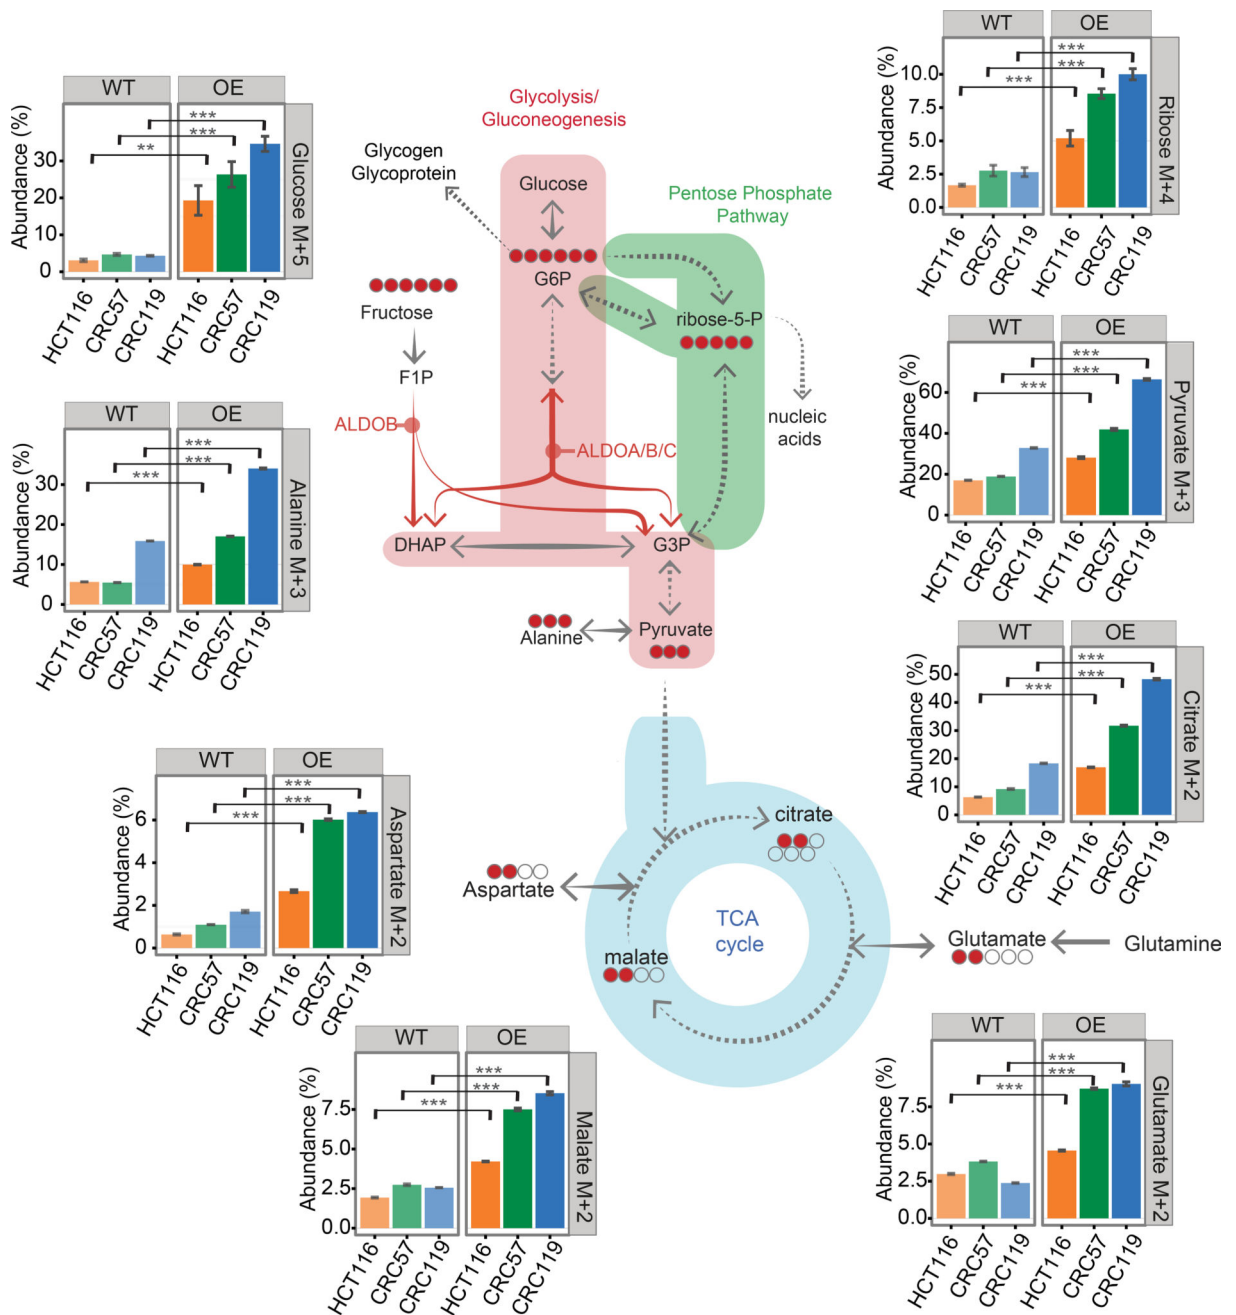 WT
OE
Abundance (%)
30
20
10
0
***
***
**
Glucose M+5
HCT116
CRC57
CRC119
HCT116
CRC57
CRC119
WT
OE
Abundance (%)
10.0
7.5
5.0
2.5
0.0
***
***
***
Ribose M+4
HCT116
CRC57
CRC119
HCT116
CRC57
CRC119
Glycolysis/
Gluconeogenesis
Glycogen
Glycoprotein
Glucose
Pentose Phosphate
Pathway
G6P
Fructose
ribose-5-P
F1P
nucleic
acids
ALDOB
ALDOA/B/C
DHAP
G3P
Alanine
Pyruvate
WT
OE
Abundance (%)
30
20
10
0
***
***
***
Alanine M+3
HCT116
CRC57
CRC119
HCT116
CRC57
CRC119
WT
OE
Abundance (%)
60
40
20
0
***
***
***
Pyruvate M+3
HCT116
CRC57
CRC119
HCT116
CRC57
CRC119
WT
OE
Abundance (%)
50
40
30
20
10
0
***
***
***
Citrate M+2
HCT116
CRC57
CRC119
HCT116
CRC57
CRC119
WT
OE
Abundance (%)
6
4
2
0
***
***
***
Aspartate M+2
HCT116
CRC57
CRC119
HCT116
CRC57
CRC119
citrate
Aspartate
TCA
cycle
malate
Glutamate
Glutamine
WT
OE
Abundance (%)
7.5
5.0
2.5
0.0
***
***
***
Malate M+2
HCT116
CRC57
CRC119
HCT116
CRC57
CRC119
WT
OE
Abundance (%)
7.5
5.0
2.5
0.0
***
***
***
Glutamate M+2
HCT116
CRC57
CRC119
HCT116
CRC57
CRC119